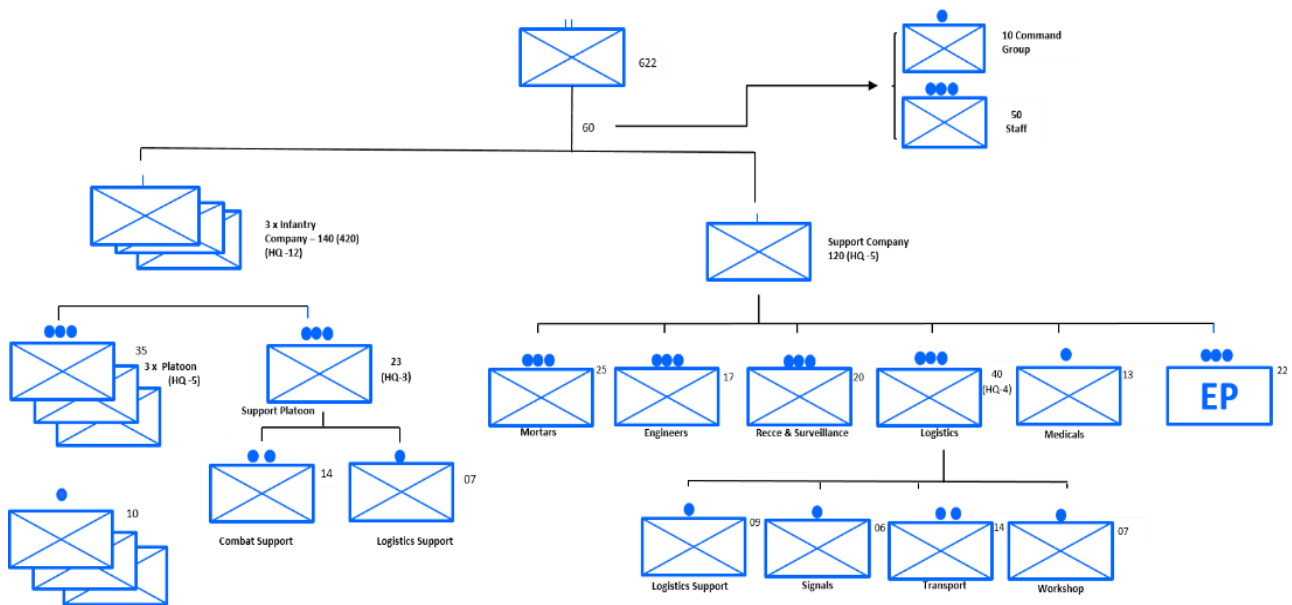 622
10 Command
Group
50
Staff
60
3 x Infantry
Company – 140 (420)
(HQ -12)
Support Company
120 (HQ -5)
35
3 x Platoon
(HQ -5)
23
(HQ-3)
Support Platoon
14
Combat Support
07
Logistics Support
10
25
Mortars
17
Engineers
20
Recce & Surveillance
40
(HQ-4)
Logistics
13
Medicals
22
EP
09
Logistics Support
06
Signals
14
Transport
07
Workshop